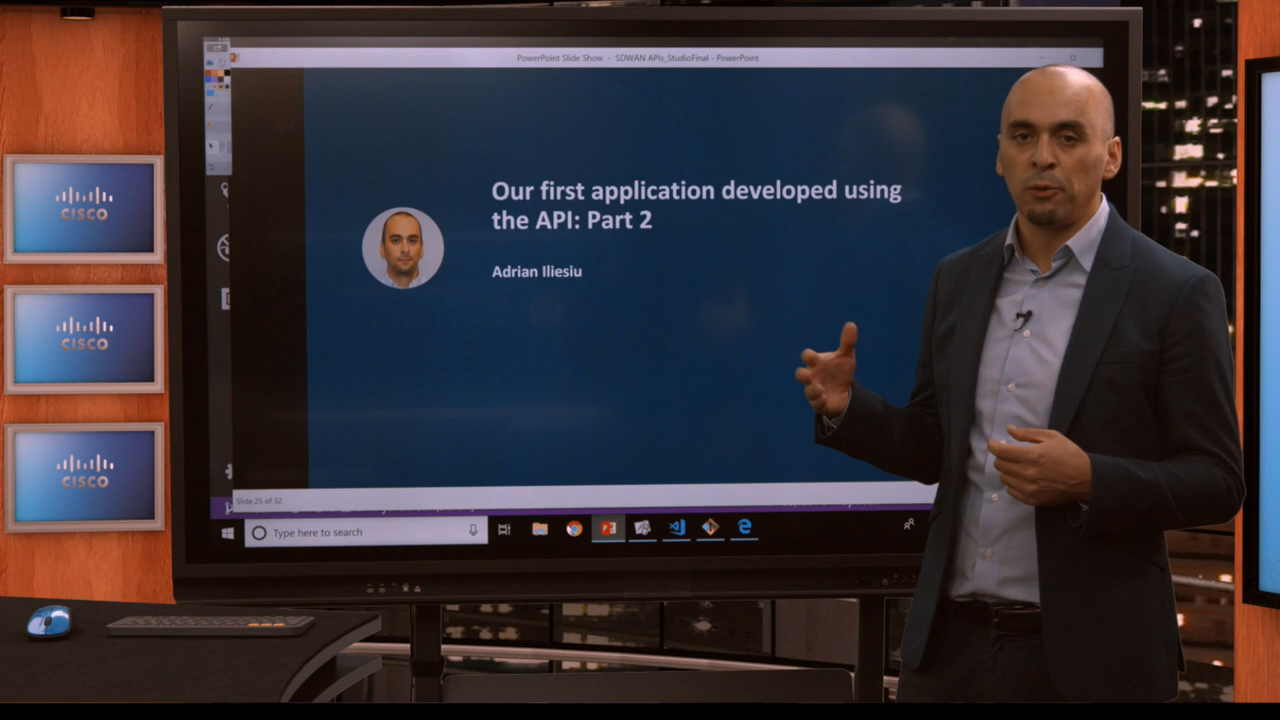 PowerPoint Slide Show - SDWAN APIs_StudioFinal - PowerPoint
Our first application developed using
the API: Part 2
Adrian Iliesiu
Slide 25 of 32
Type here to search
CISCO
CISCO
CISCO